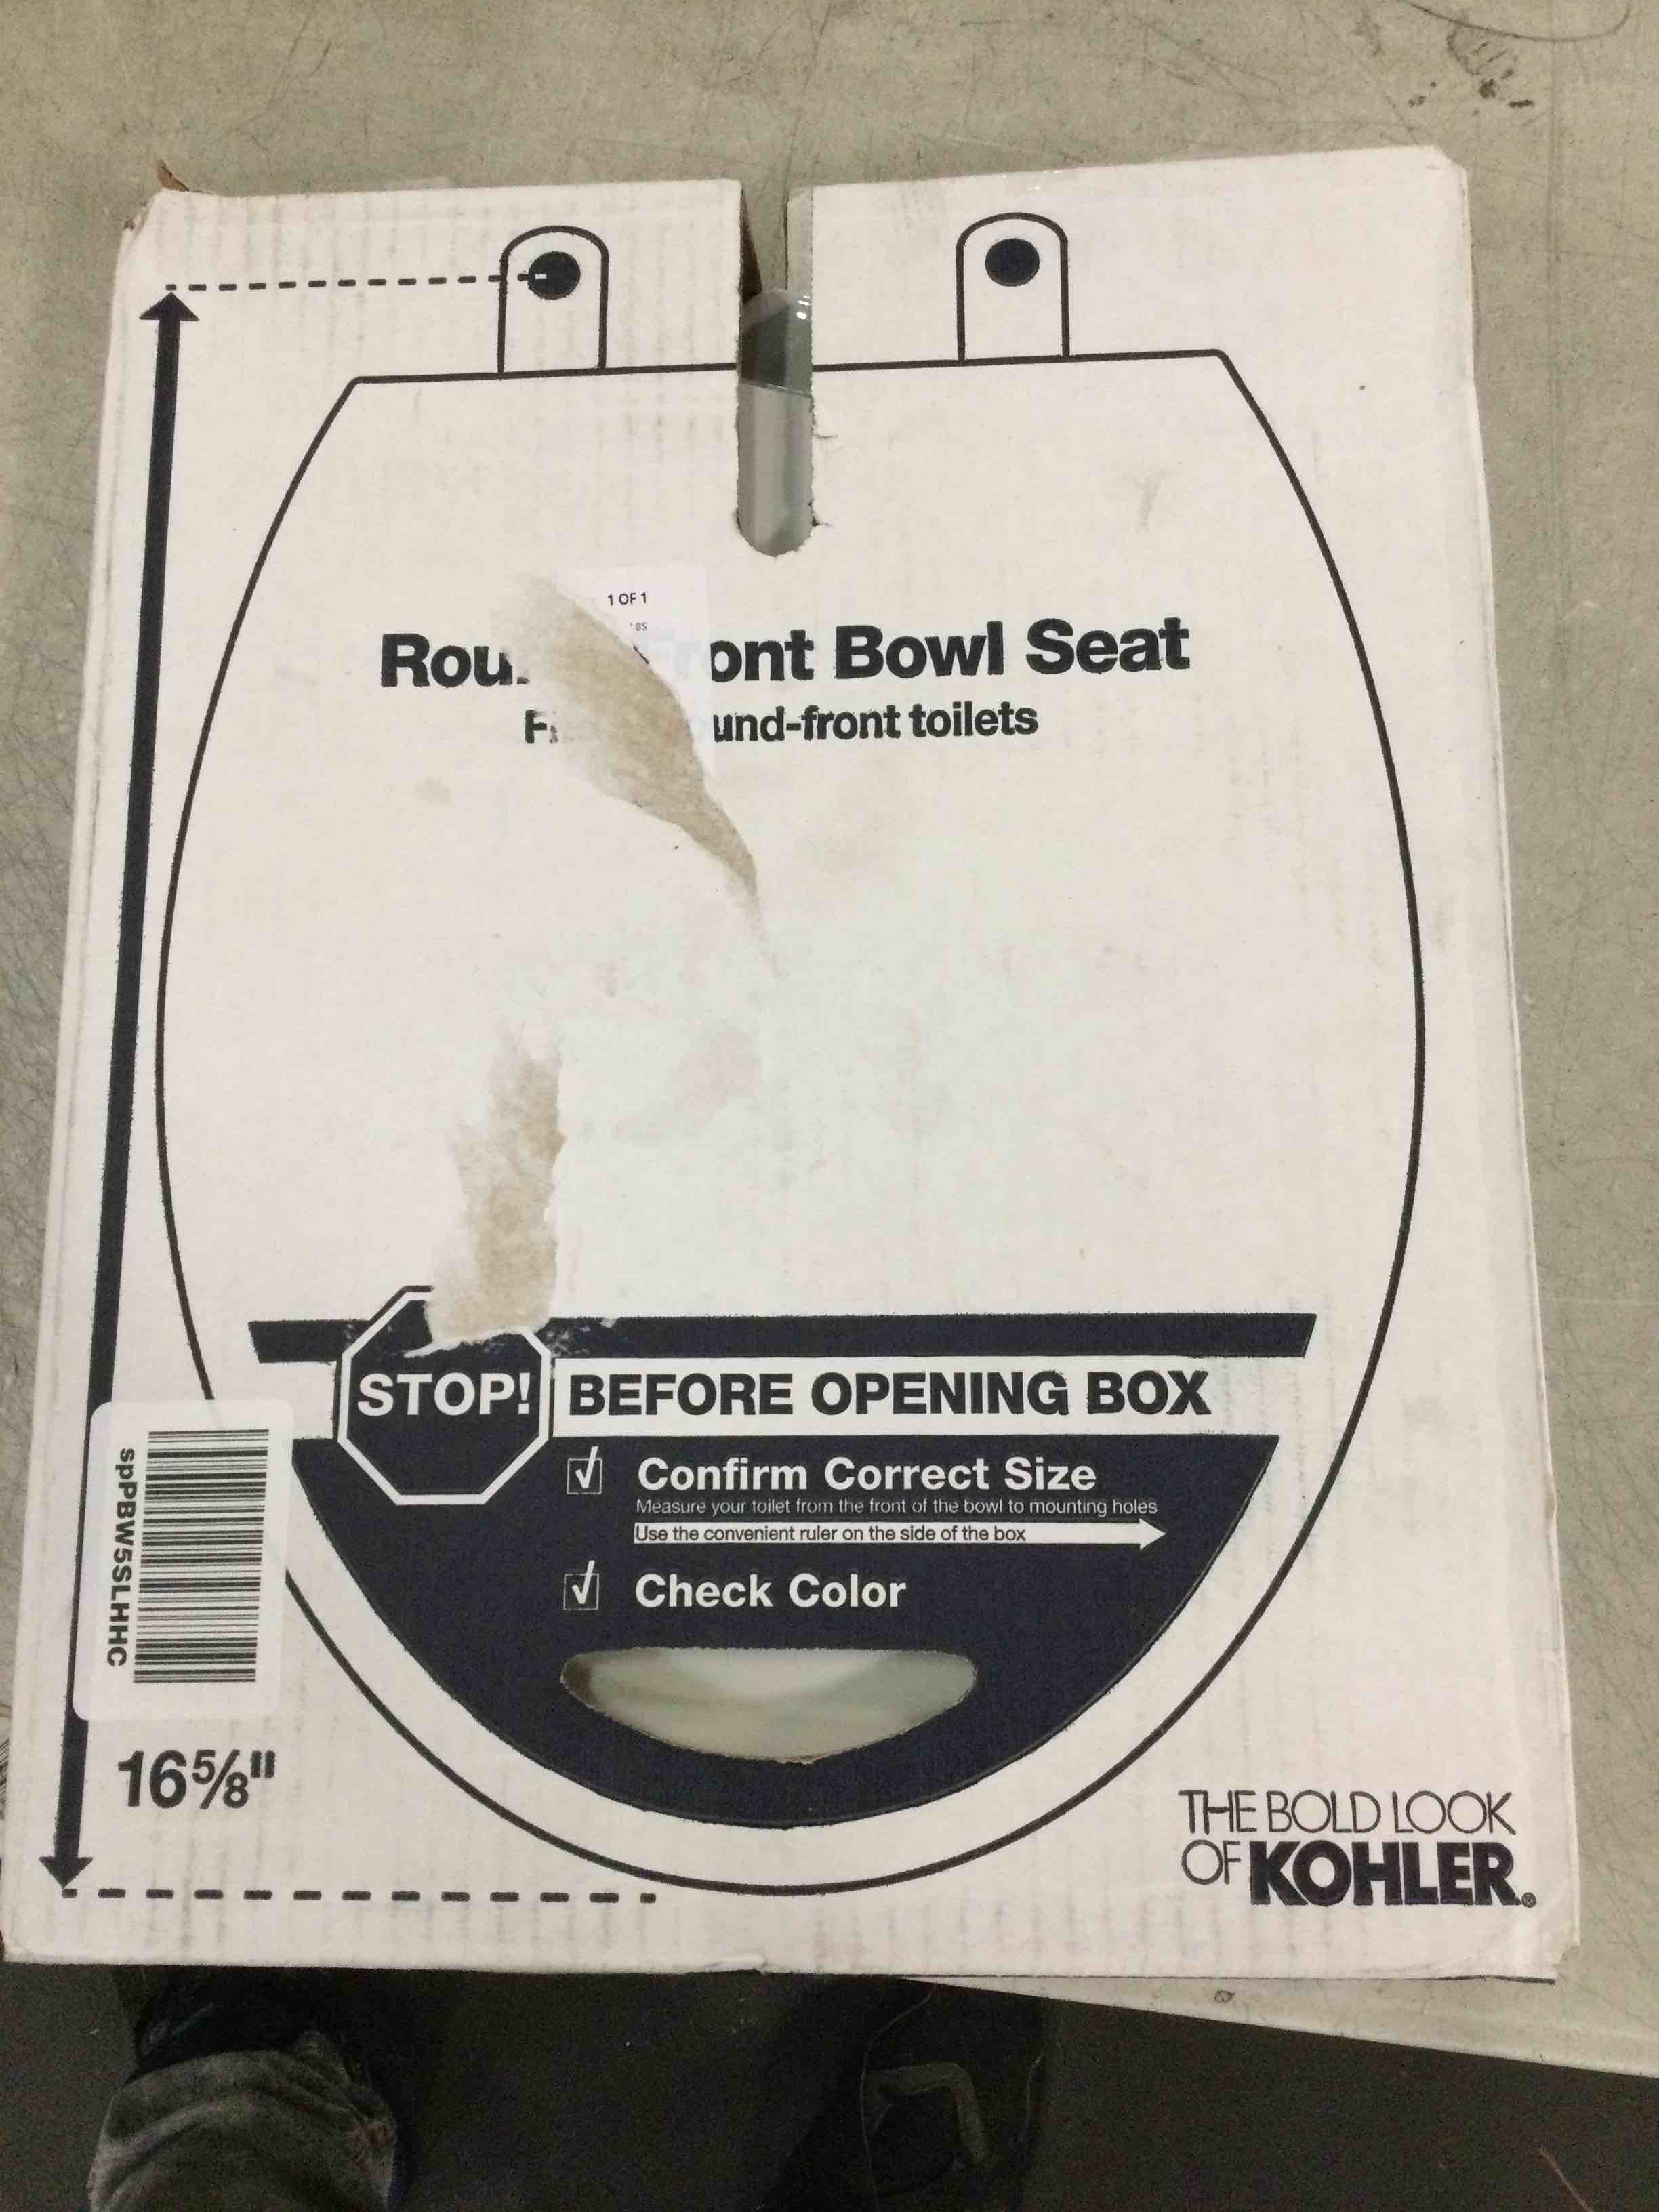 1 OF 1
ont Bowl Seat
und-front toilets
STOP! BEFORE OPENING BOX
Confirm Correct Size
Measure your toilet from the front of the bowl to mounting holes
Use the convenient ruler on the side of the box
Check Color
spPBW5SLHHC
16⅝"
THE BOLD LOOK
OF KOHLER®